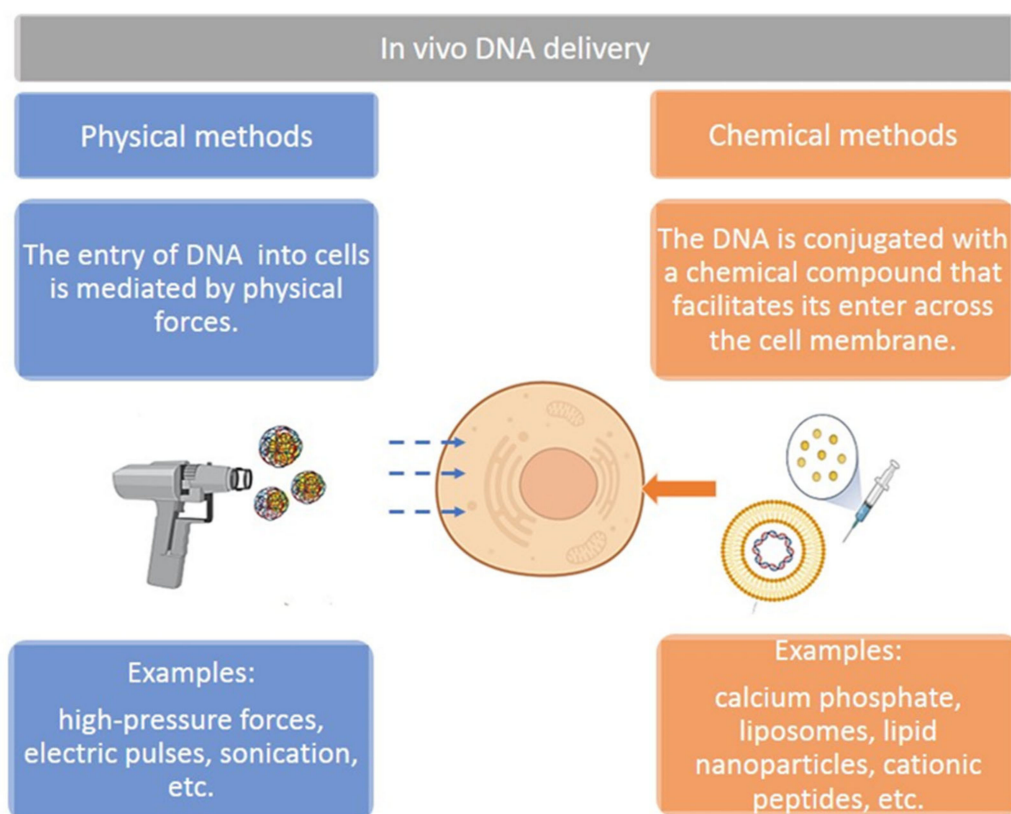 In vivo DNA delivery
Physical methods
The entry of DNA into cells
is mediated by physical
forces.
Chemical methods
The DNA is conjugated with
a chemical compound that
facilitates its enter across
the cell membrane.
Examples:
high-pressure forces,
electric pulses, sonication,
etc.
Examples:
calcium phosphate,
liposomes, lipid
nanoparticles, cationic
peptides, etc.